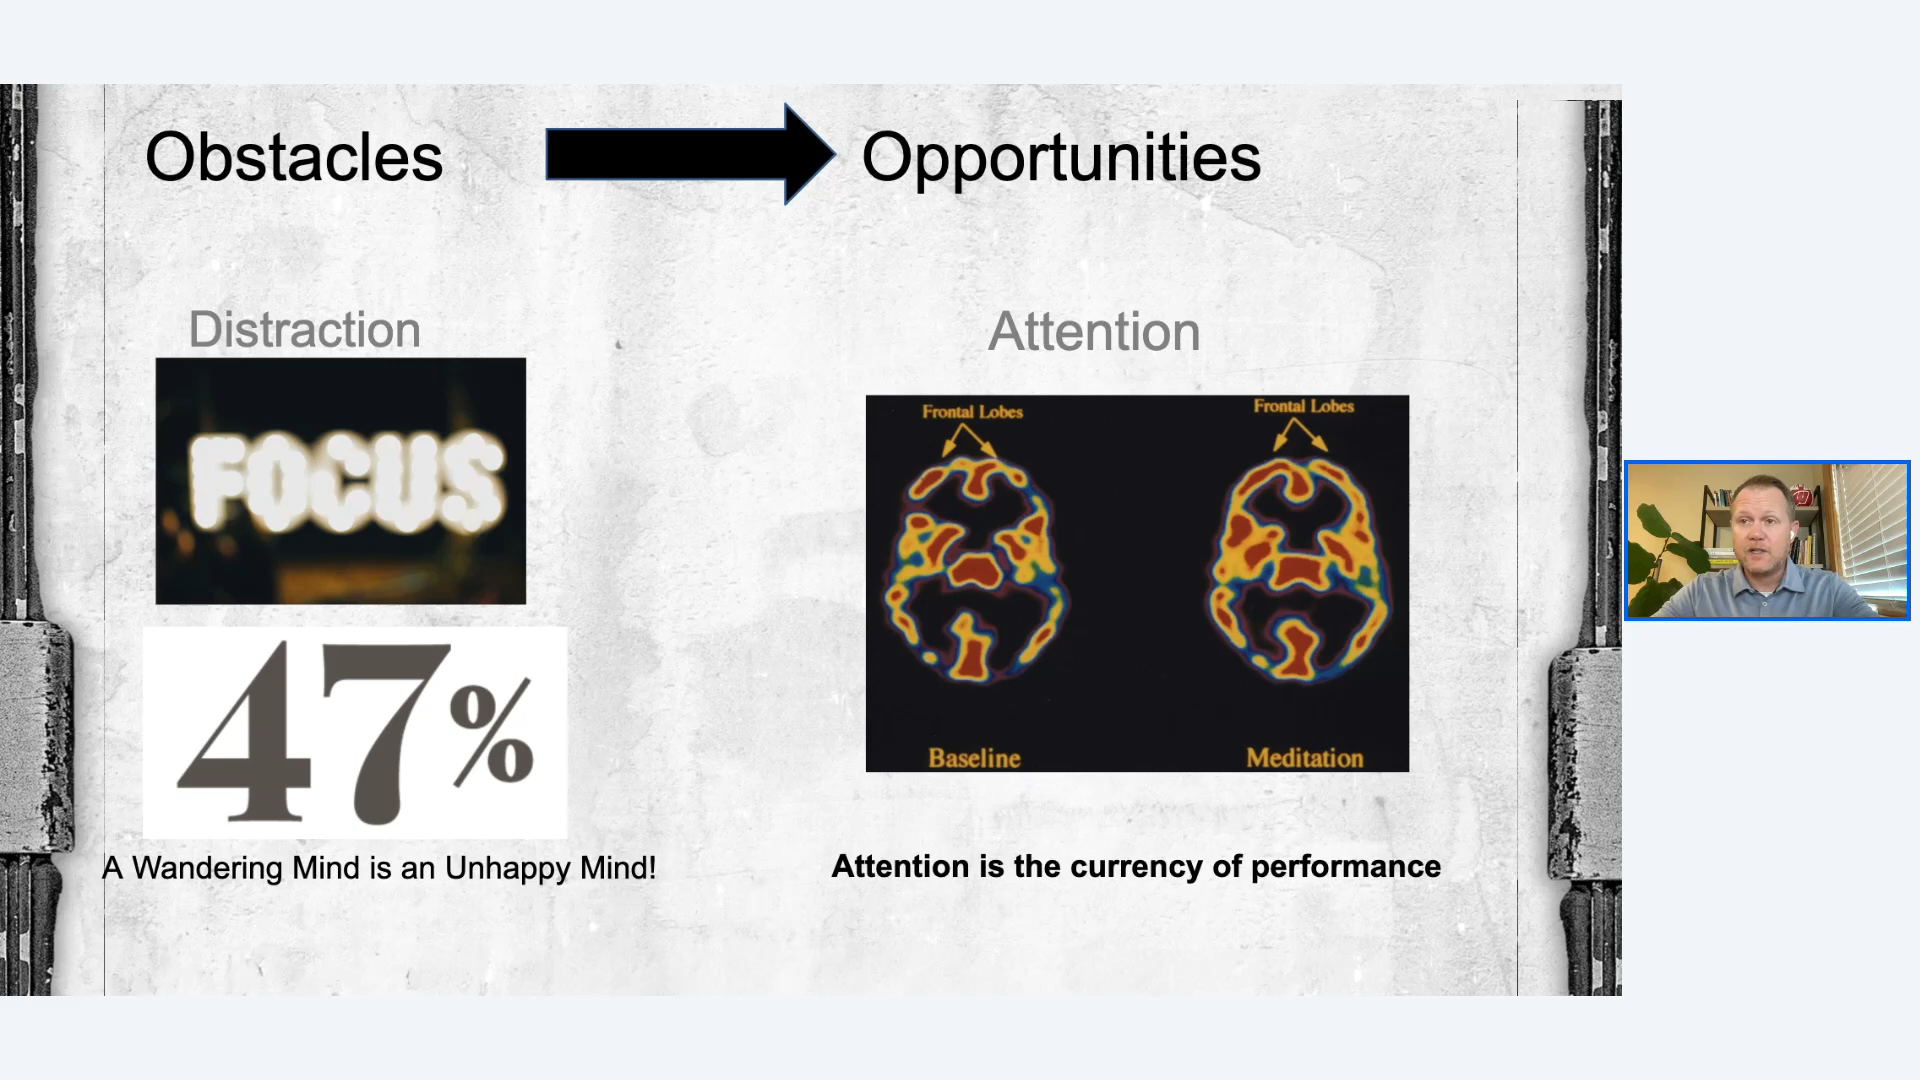 Obstacles
Opportunities
Distraction
FOCUS
47%
A Wandering Mind is an Unhappy Mind!
Attention
Frontal Lobes
Frontal Lobes
Baseline
Meditation
Attention is the currency of performance
W